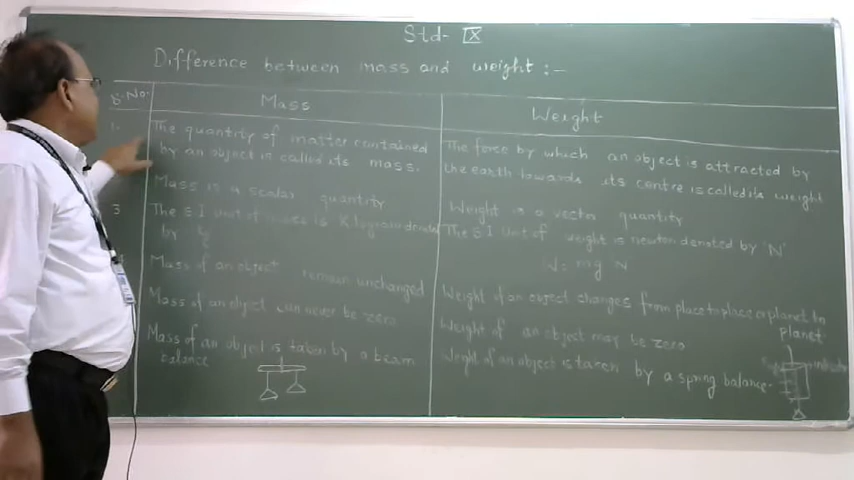 Std- IX
Difference between mass and weight :-
S.No. Mass Weight
1. The quantity of matter contained
by an object is called its mass.
The force by which an object is attracted by
the earth towards its centre is called its weight
Mass is a scalar quantity
Weight is a vector quantity
3 The S I unit of mass is Kilogram denoted
by
The S I Unit of weight is newton denoted by 'N'
W = mg N
Mass of an object remain unchanged
Weight of an object changes from place to place or planet to
planet
Mass of an object can never be zero
Weight of an object may be zero
Mass of an object is taken by a beam
balance
Weight of an object is taken by a spring balance.